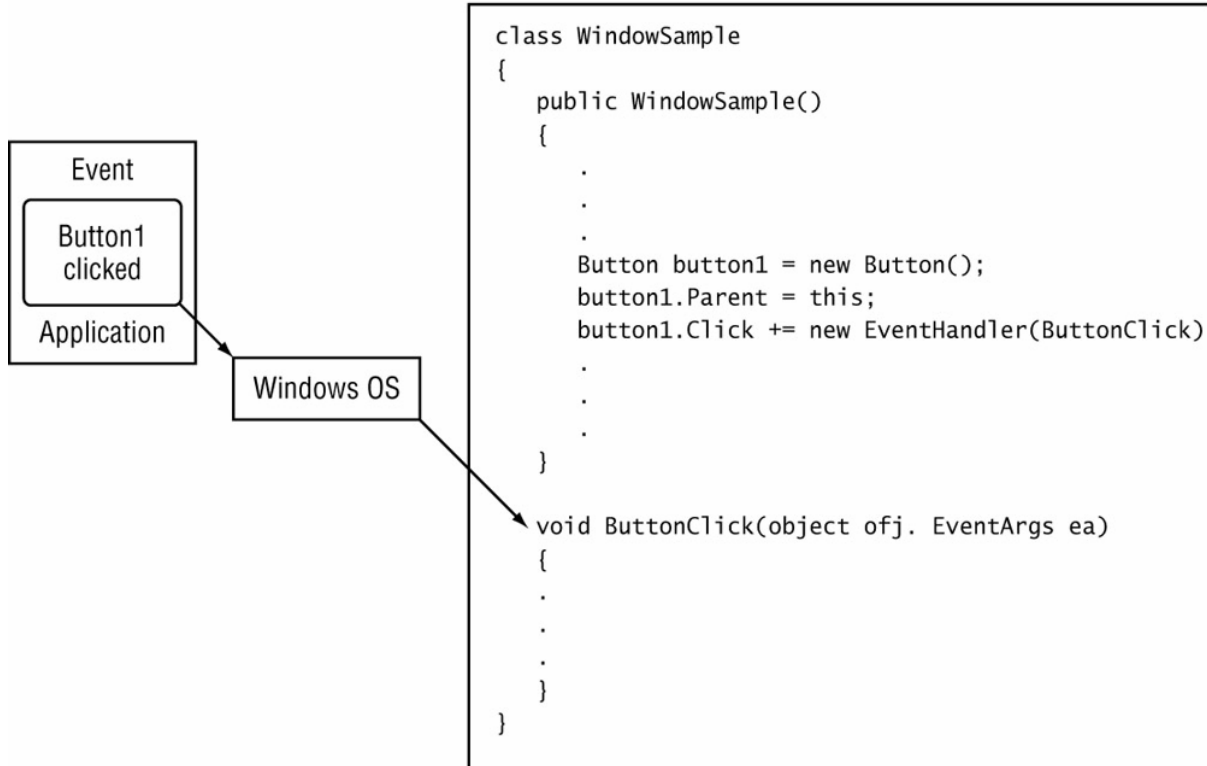 Event
Button1
clicked
Application
Windows OS
class WindowSample
{
public WindowSample()
{
.
.
.
Button button1 = new Button();
button1.Parent = this;
button1.Click += new EventHandler(ButtonClick)
.
.
.
}
void ButtonClick(object ofj. EventArgs ea)
{
.
.
.
}
}